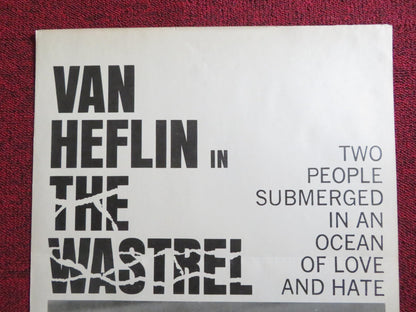 VAN
HEFLIN IN
THE
WASTREL
TWO
PEOPLE
SUBMERGED
IN AN
OCEAN
OF LOVE
AND HATE